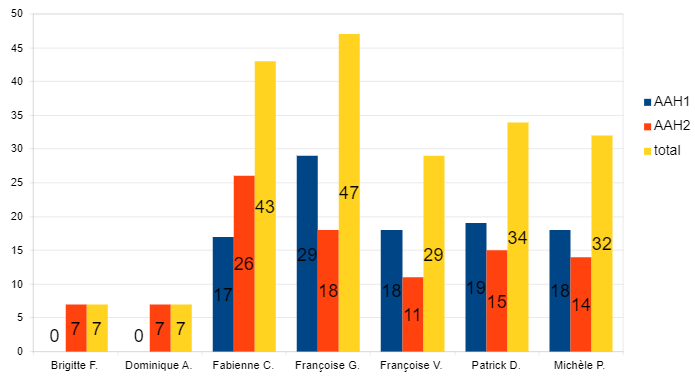 50
45
40
35
30
25
20
15
10
5
0
0 7 7
0 7 7
17 26 43
29 18 47
18 11 29
19 15 34
18 14 32
Brigitte F. Dominique A. Fabienne C. Françoise G. Françoise V. Patrick D. Michèle P.
AAH1
AAH2
total